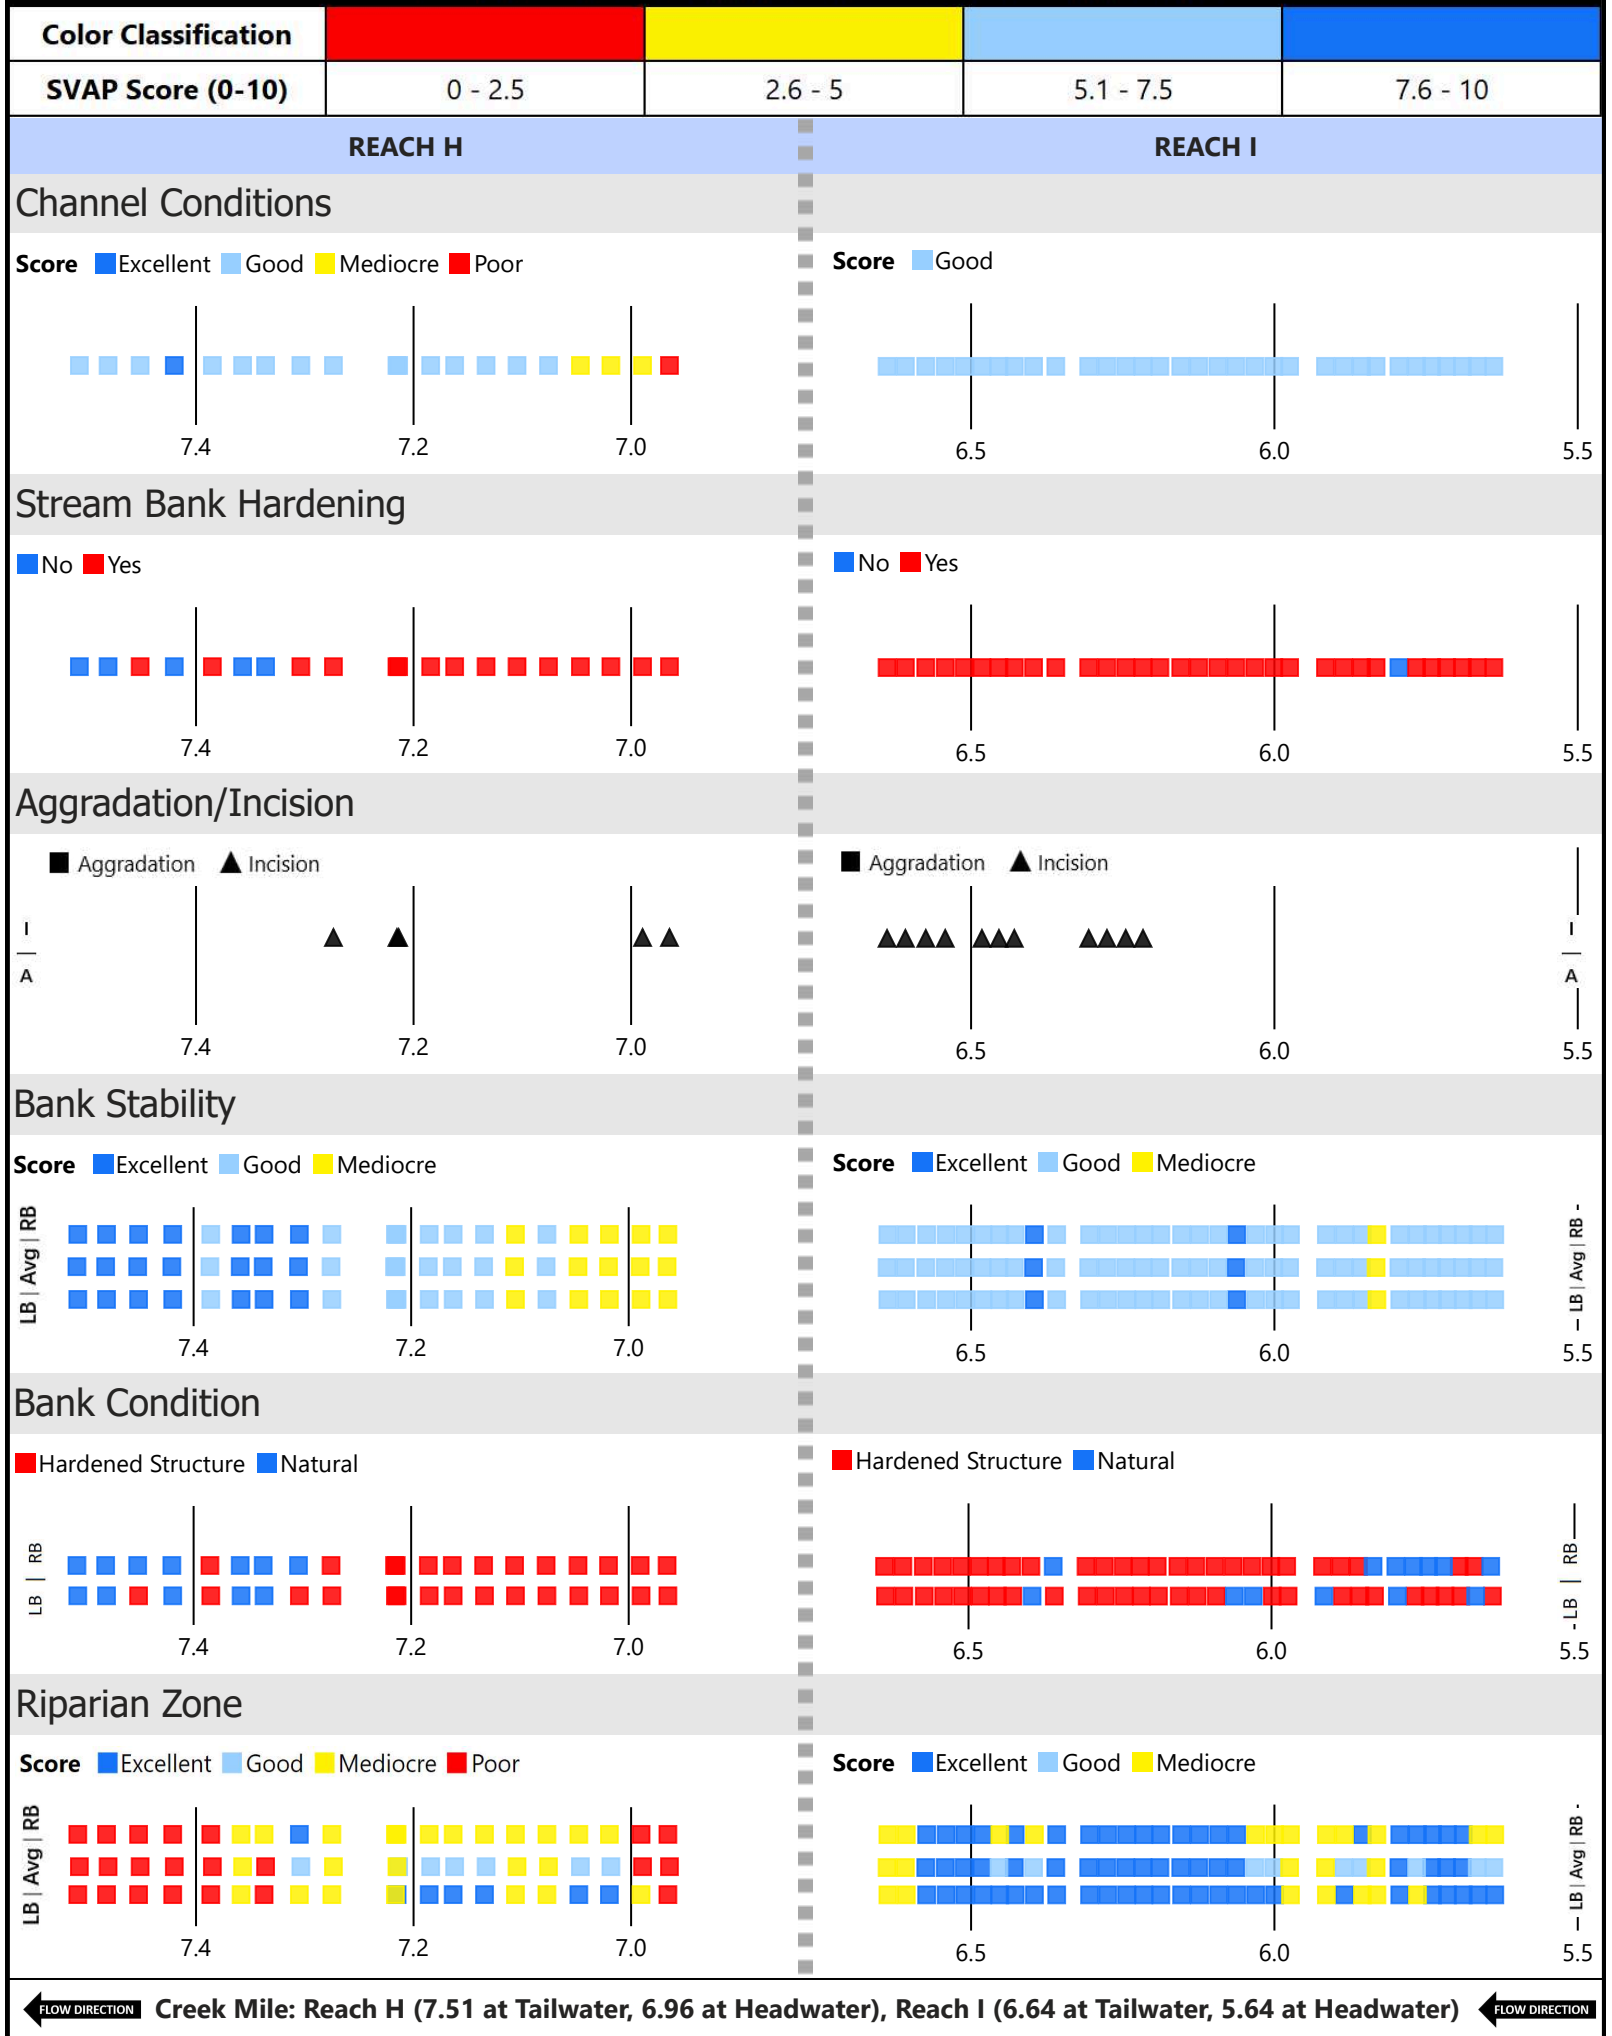 Color Classification
SVAP Score (0-10) 0 - 2.5 2.6 - 5 5.1 - 7.5 7.6 - 10
REACH H REACH I
Channel Conditions
Score Excellent Good Mediocre Poor
Score Good
7.4 7.2 7.0
6.5 6.0 5.5
Stream Bank Hardening
No Yes
No Yes
7.4 7.2 7.0
6.5 6.0 5.5
Aggradation/Incision
Aggradation Incision
Aggradation Incision
I | A
I | A
7.4 7.2 7.0
6.5 6.0 5.5
Bank Stability
Score Excellent Good Mediocre
Score Excellent Good Mediocre
LB | Avg | RB
LB | Avg | RB
7.4 7.2 7.0
6.5 6.0 5.5
Bank Condition
Hardened Structure Natural
Hardened Structure Natural
LB | RB
LB | RB
7.4 7.2 7.0
6.5 6.0 5.5
Riparian Zone
Score Excellent Good Mediocre Poor
Score Excellent Good Mediocre
LB | Avg | RB
LB | Avg | RB
7.4 7.2 7.0
6.5 6.0 5.5
FLOW DIRECTION Creek Mile: Reach H (7.51 at Tailwater, 6.96 at Headwater), Reach I (6.64 at Tailwater, 5.64 at Headwater) FLOW DIRECTION